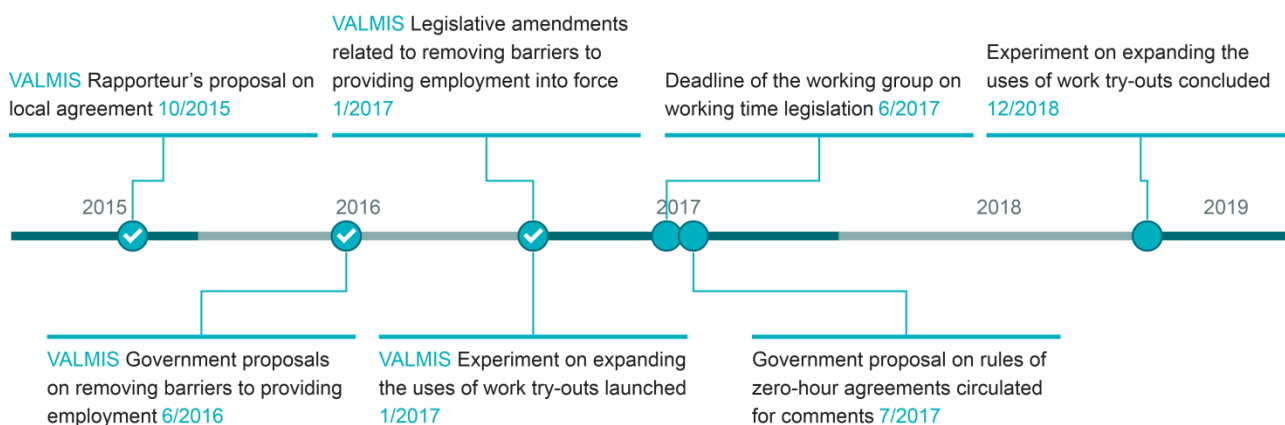 VALMIS Rapporteur's proposal on
local agreement 10/2015
VALMIS Legislative amendments
related to removing barriers to
providing employment into force
1/2017
Deadline of the working group on
working time legislation 6/2017
Experiment on expanding the
uses of work try-outs concluded
12/2018
2015
2016
2017
2018
2019
VALMIS Government proposals
on removing barriers to providing
employment 6/2016
VALMIS Experiment on expanding
the uses of work try-outs launched
1/2017
Government proposal on rules of
zero-hour agreements circulated
for comments 7/2017